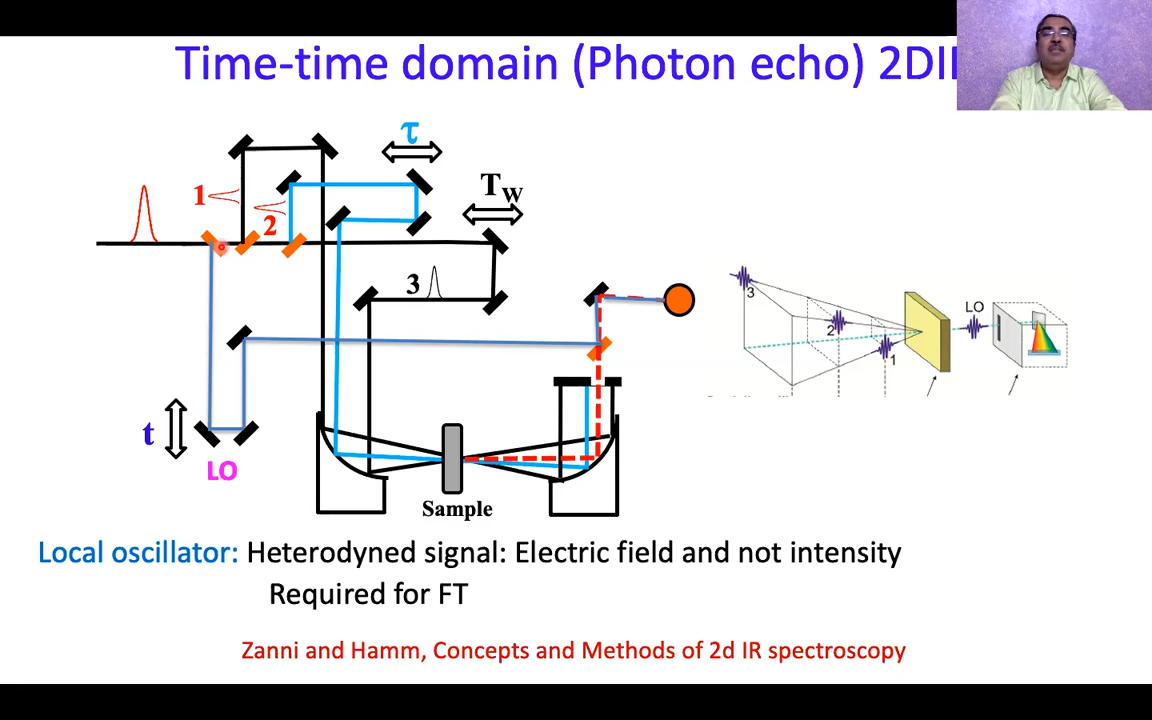 Time-time domain (Photon echo) 2DI
τ
1
2
Tw
3
3
2
1
LO
t
LO
Sample
Local oscillator: Heterodyned signal: Electric field and not intensity
Required for FT
Zanni and Hamm, Concepts and Methods of 2d IR spectroscopy